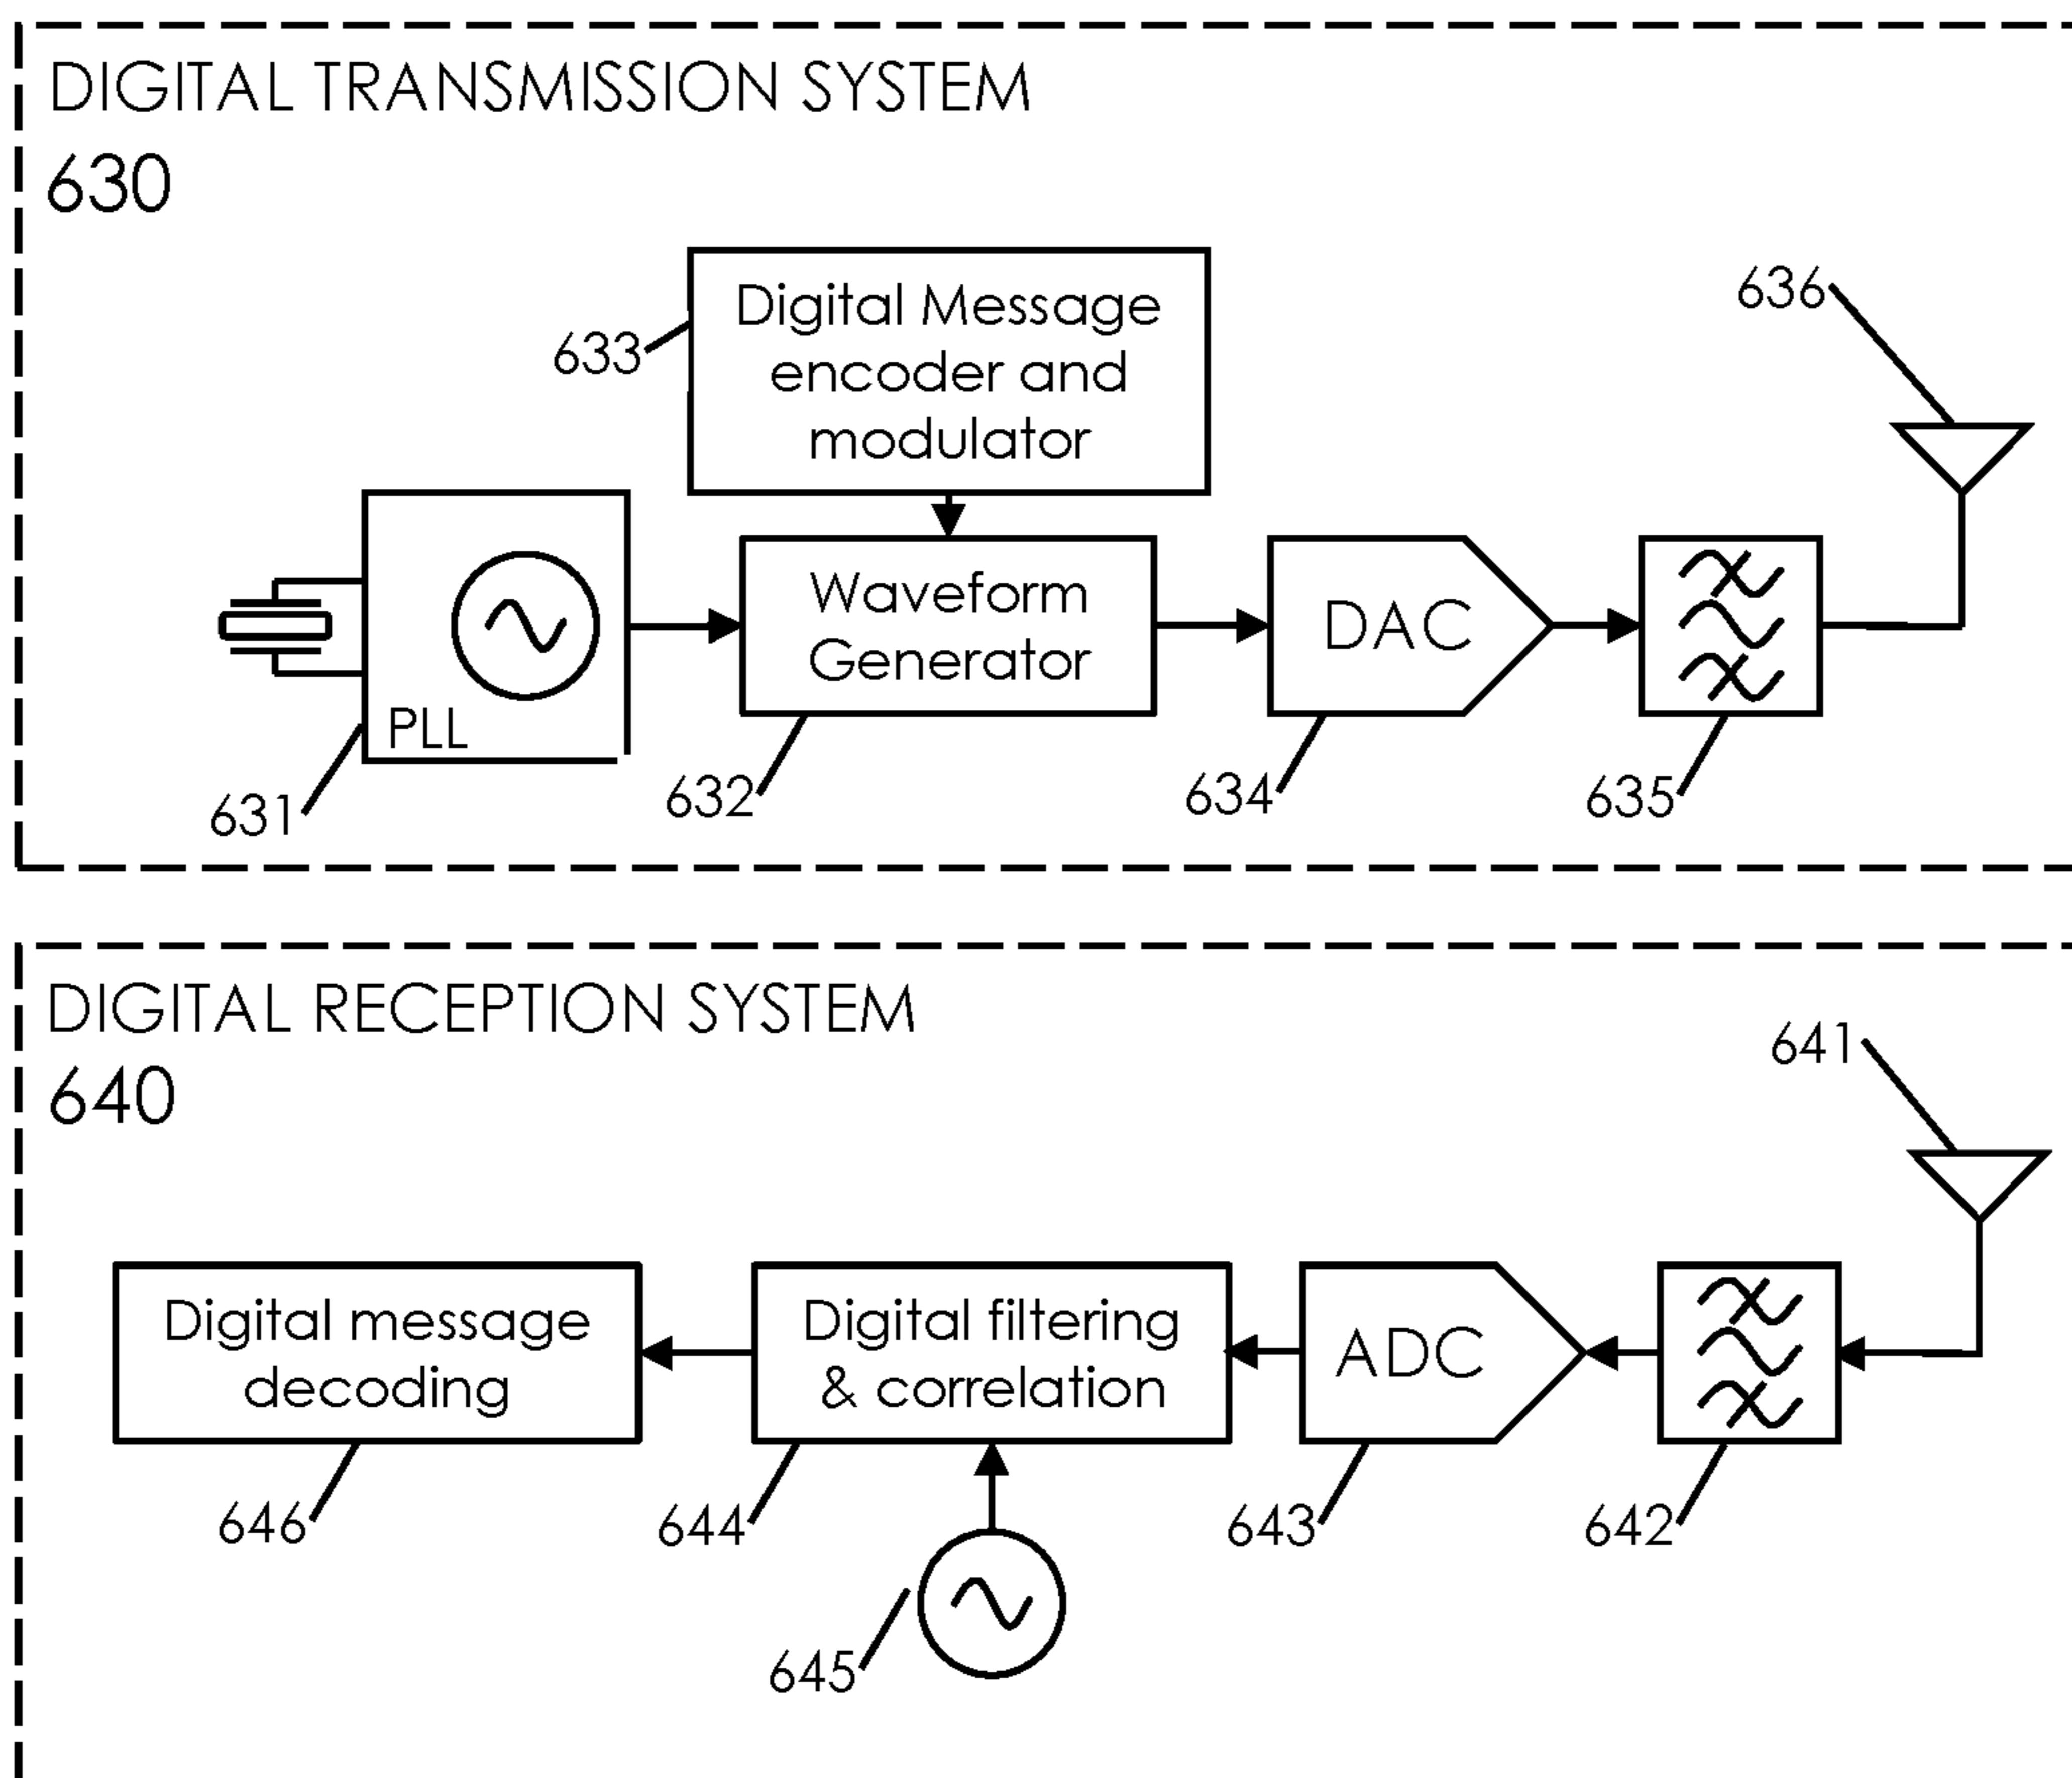 DIGITAL TRANSMISSION SYSTEM
630
636
633
Digital Message
encoder and
modulator
Waveform
Generator
DAC
PLL
631
632
634
635
DIGITAL RECEPTION SYSTEM
640
641
Digital message
decoding
Digital filtering
& correlation
ADC
646
644
643
642
645